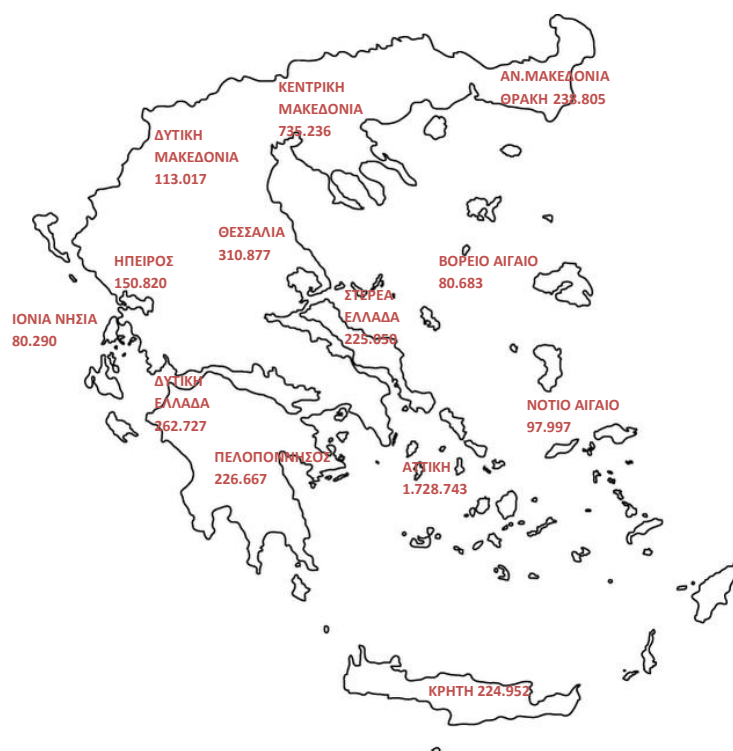 ΑΝ.ΜΑΚΕΔΟΝΙΑ
ΘΡΑΚΗ 238.805
ΚΕΝΤΡΙΚΗ
ΜΑΚΕΔΟΝΙΑ
735.236
ΔΥΤΙΚΗ
ΜΑΚΕΔΟΝΙΑ
113.017
ΘΕΣΣΑΛΙΑ
310.877
ΗΠΕΙΡΟΣ
150.820
ΒΟΡΕΙΟ ΑΙΓΑΙΟ
80.683
ΣΤΕΡΕΑ
ΕΛΛΑΔΑ
225.050
ΙΟΝΙΑ ΝΗΣΙΑ
80.290
ΔΥΤΙΚΗ
ΕΛΛΑΔΑ
262.727
ΝΟΤΙΟ ΑΙΓΑΙΟ
97.997
ΠΕΛΟΠΟΝΝΗΣΟΣ
226.667
ΑΤΤΙΚΗ
1.728.743
ΚΡΗΤΗ 224.952